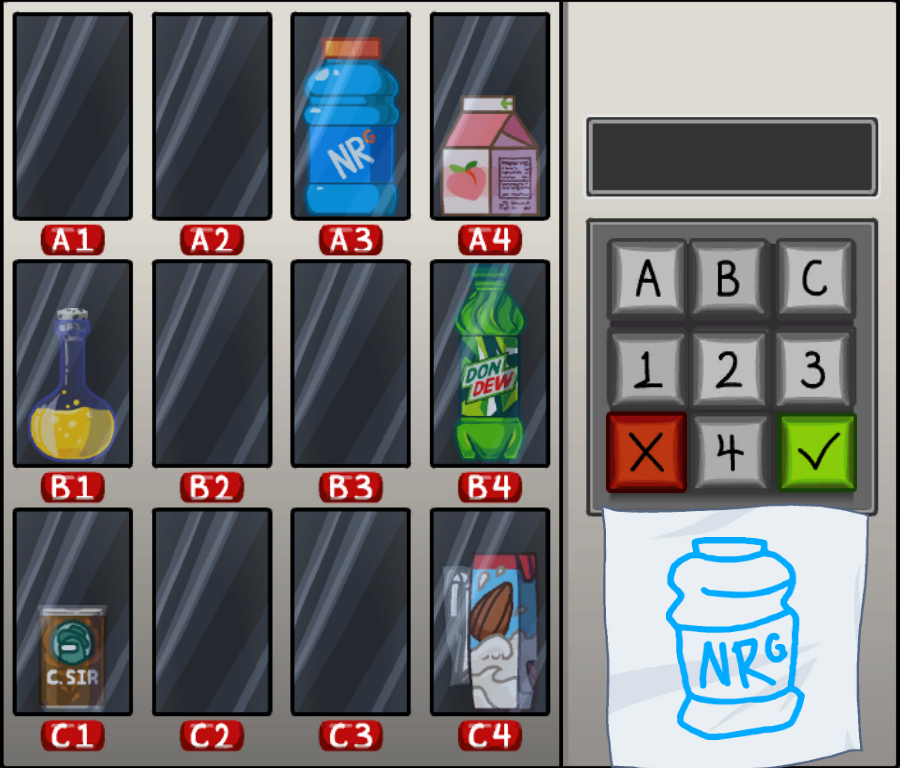 NRG
A1 A2 A3 A4
DON
DEW
B1 B2 B3 B4
C.SIR
C1 C2 C3 C4
A B C
1 2 3
X 4 ✓
NRG